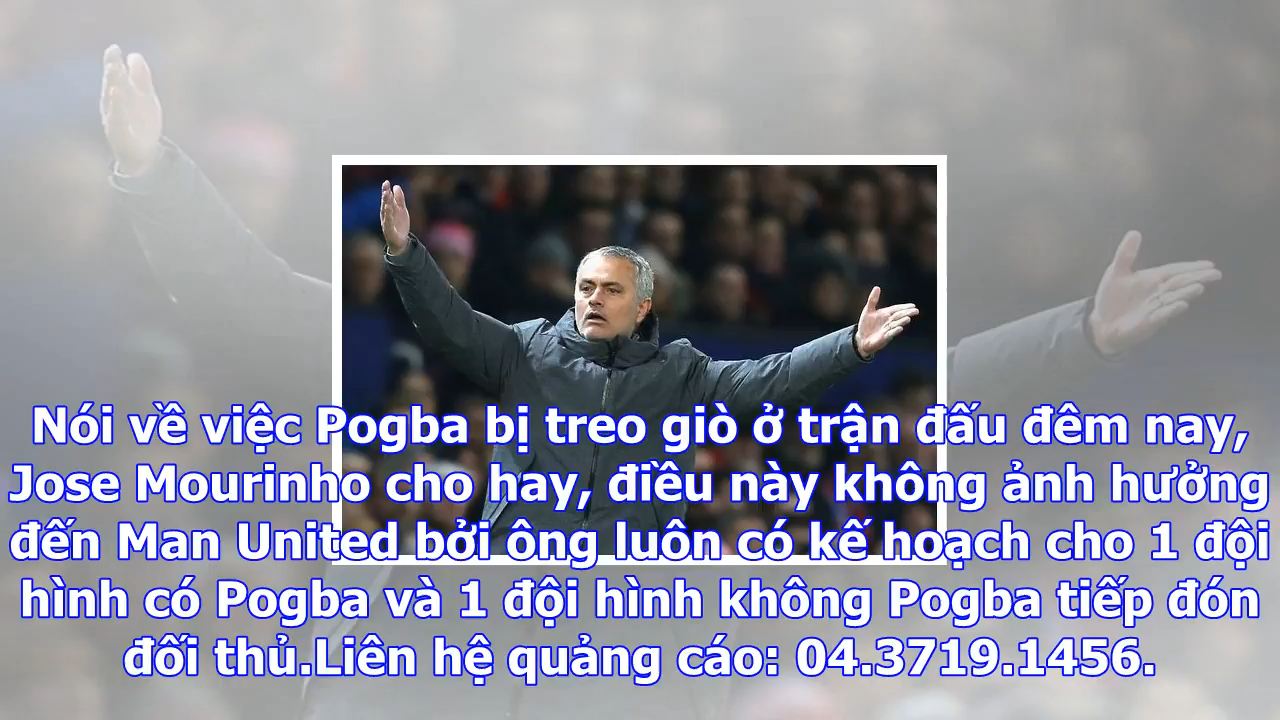 Nói về việc Pogba bị treo giò ở trận đấu đêm nay,
Jose Mourinho cho hay, điều này không ảnh hưởng
đến Man United bởi ông luôn có kế hoạch cho 1 đội
hình có Pogba và 1 đội hình không Pogba tiếp đón
đối thủ.Liên hệ quảng cáo: 04.3719.1456.